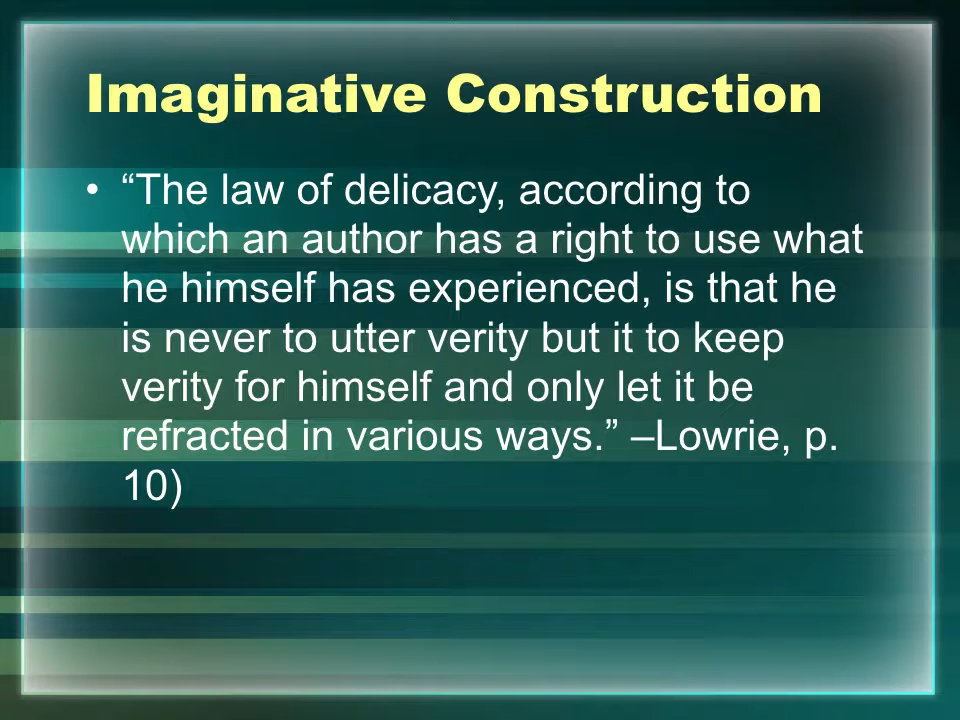 Imaginative Construction
• “The law of delicacy, according to
which an author has a right to use what
he himself has experienced, is that he
is never to utter verity but it to keep
verity for himself and only let it be
refracted in various ways.” –Lowrie, p.
10)